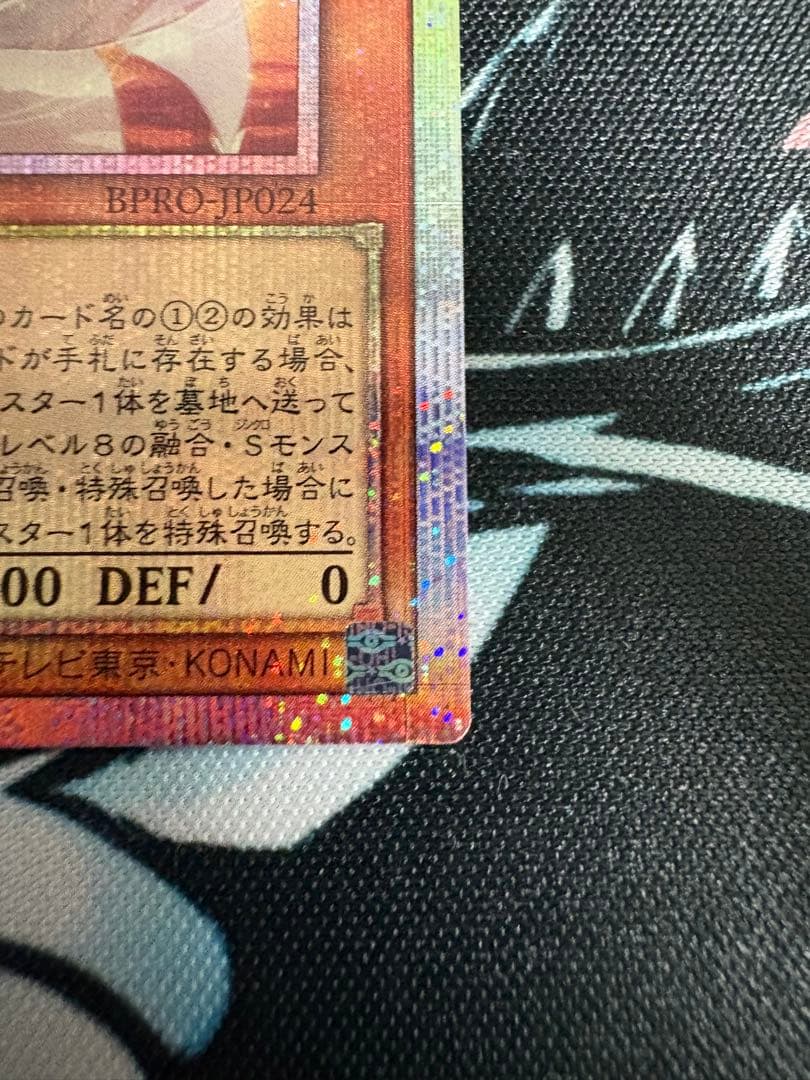 BPRO-JP024
のカード名の①②の効果は
ドが手札に存在する場合、
スター1体を墓地へ送って
レベル8の融合・Sモンス
召喚・特殊召喚した場合に
スター1体を特殊召喚する。
00 DEF/ 0
テレビ東京・KONAMI